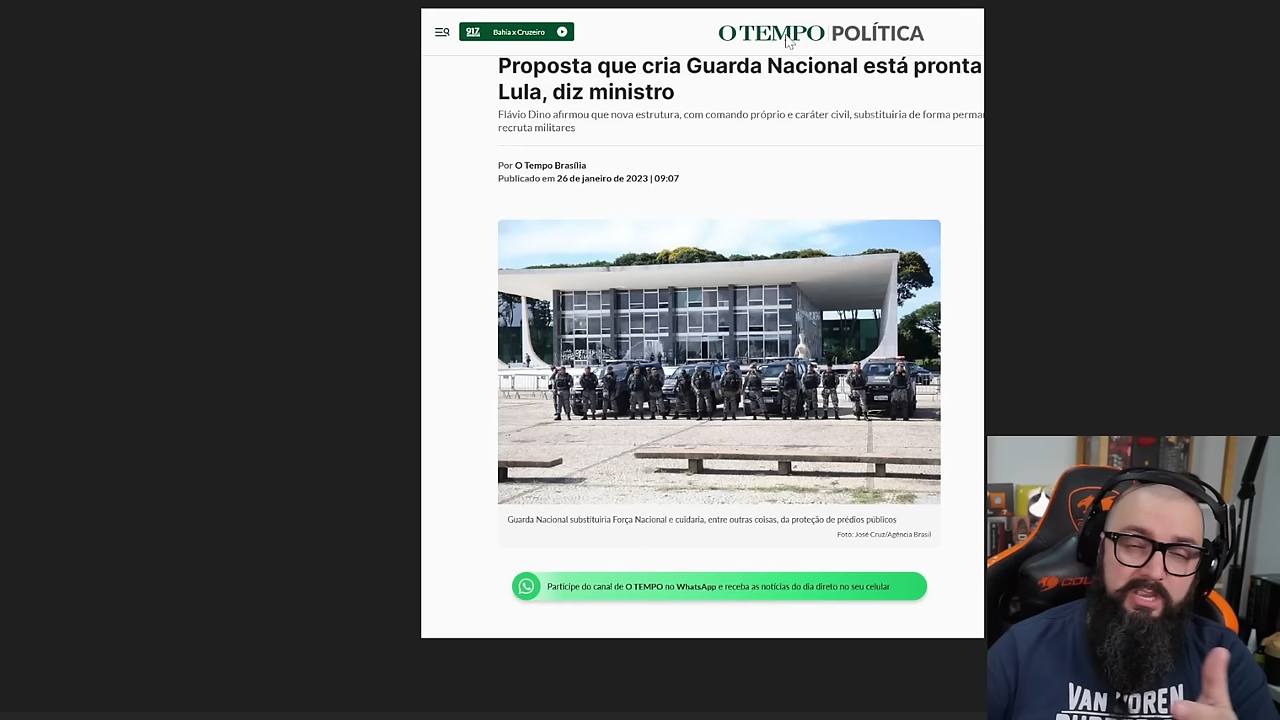 917 Bahia x Cruzeiro
O TEMPO POLÍTICA
Proposta que cria Guarda Nacional está pronta
Lula, diz ministro
Flávio Dino afirmou que nova estrutura, com comando próprio e caráter civil, substituiria de forma perma
recruta militares
Por O Tempo Brasília
Publicado em 26 de janeiro de 2023 | 09:07
Guarda Nacional substituiria Força Nacional e cuidaria, entre outras coisas, da proteção de prédios públicos
Foto: José Cruz/Agência Brasil
Participe do canal de O TEMPO no WhatsApp e receba as notícias do dia direto no seu celular
COU